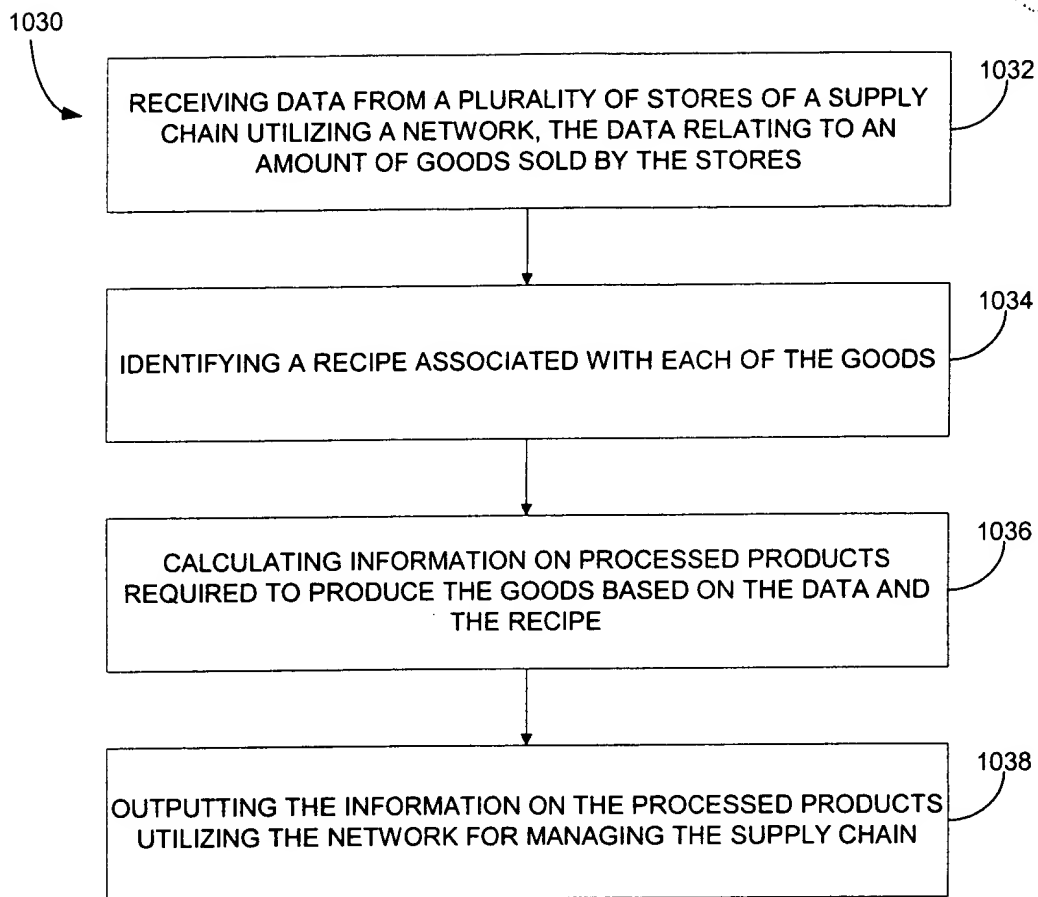 1030
1032
RECEIVING DATA FROM A PLURALITY OF STORES OF A SUPPLY
CHAIN UTILIZING A NETWORK, THE DATA RELATING TO AN
AMOUNT OF GOODS SOLD BY THE STORES
1034
IDENTIFYING A RECIPE ASSOCIATED WITH EACH OF THE GOODS
1036
CALCULATING INFORMATION ON PROCESSED PRODUCTS
REQUIRED TO PRODUCE THE GOODS BASED ON THE DATA AND
THE RECIPE
1038
OUTPUTTING THE INFORMATION ON THE PROCESSED PRODUCTS
UTILIZING THE NETWORK FOR MANAGING THE SUPPLY CHAIN